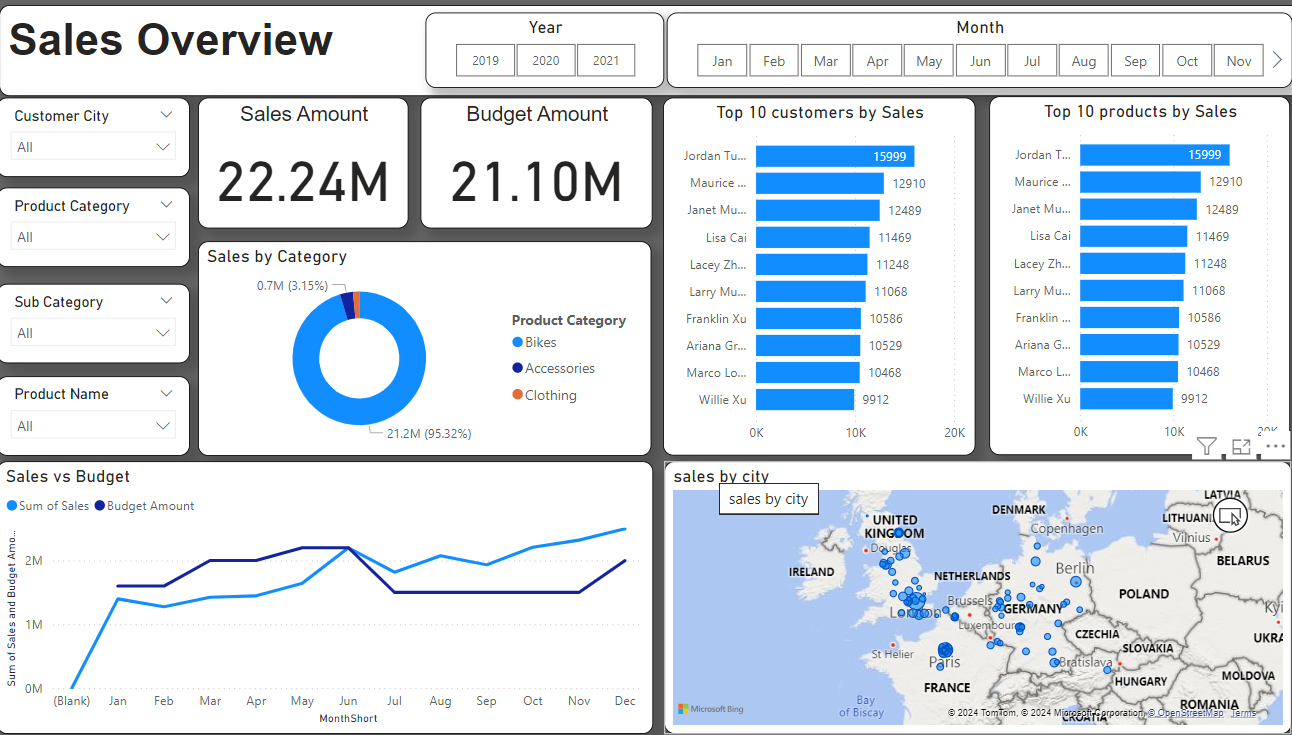 Sales Overview
Year
2019 2020 2021
Month
Jan Feb Mar Apr May Jun Jul Aug Sep Oct Nov
Customer City
All
Product Category
All
Sub Category
All
Product Name
All
Sales Amount
22.24M
Budget Amount
21.10M
Sales by Category
0.7M (3.15%)
21.2M (95.32%)
Product Category
Bikes
Accessories
Clothing
Top 10 customers by Sales
Jordan Tu... 15999
Maurice ... 12910
Janet Mu... 12489
Lisa Cai 11469
Lacey Zh... 11248
Larry Mu... 11068
Franklin Xu 10586
Ariana Gr... 10529
Marco Lo... 10468
Willie Xu 9912
0K 10K 20K
Top 10 products by Sales
Jordan T... 15999
Maurice ... 12910
Janet Mu... 12489
Lisa Cai 11469
Lacey Zh... 11248
Larry Mu... 11068
Franklin ... 10586
Ariana G... 10529
Marco L... 10468
Willie Xu 9912
0K 10K 20K
Sales vs Budget
Sum of Sales Budget Amount
Sum of Sales and Budget Amo...
2M
1M
0M
(Blank) Jan Feb Mar Apr May Jun Jul Aug Sep Oct Nov Dec
MonthShort
sales by city
sales by city
LATVIA
DENMARK
UNITED
KINGDOM
LITHUANI
Copenhagen
Vilnius
Douglas
IRELAND
BELARUS
NETHERLANDS
Berlin
POLAND
Brussels
London
GERMANY
Kyi
Luxembourg
UKRA
CZECHIA
St Helier
Paris
SLOVAKIA
Bratislava
MOLDOVA
FRANCE
HUNGARY
Bay
of Biscay
ROMANIA
CROATIA
Microsoft Bing
© 2024 TomTom, © 2024 Microsoft Corporation, © OpenStreetMap Terms